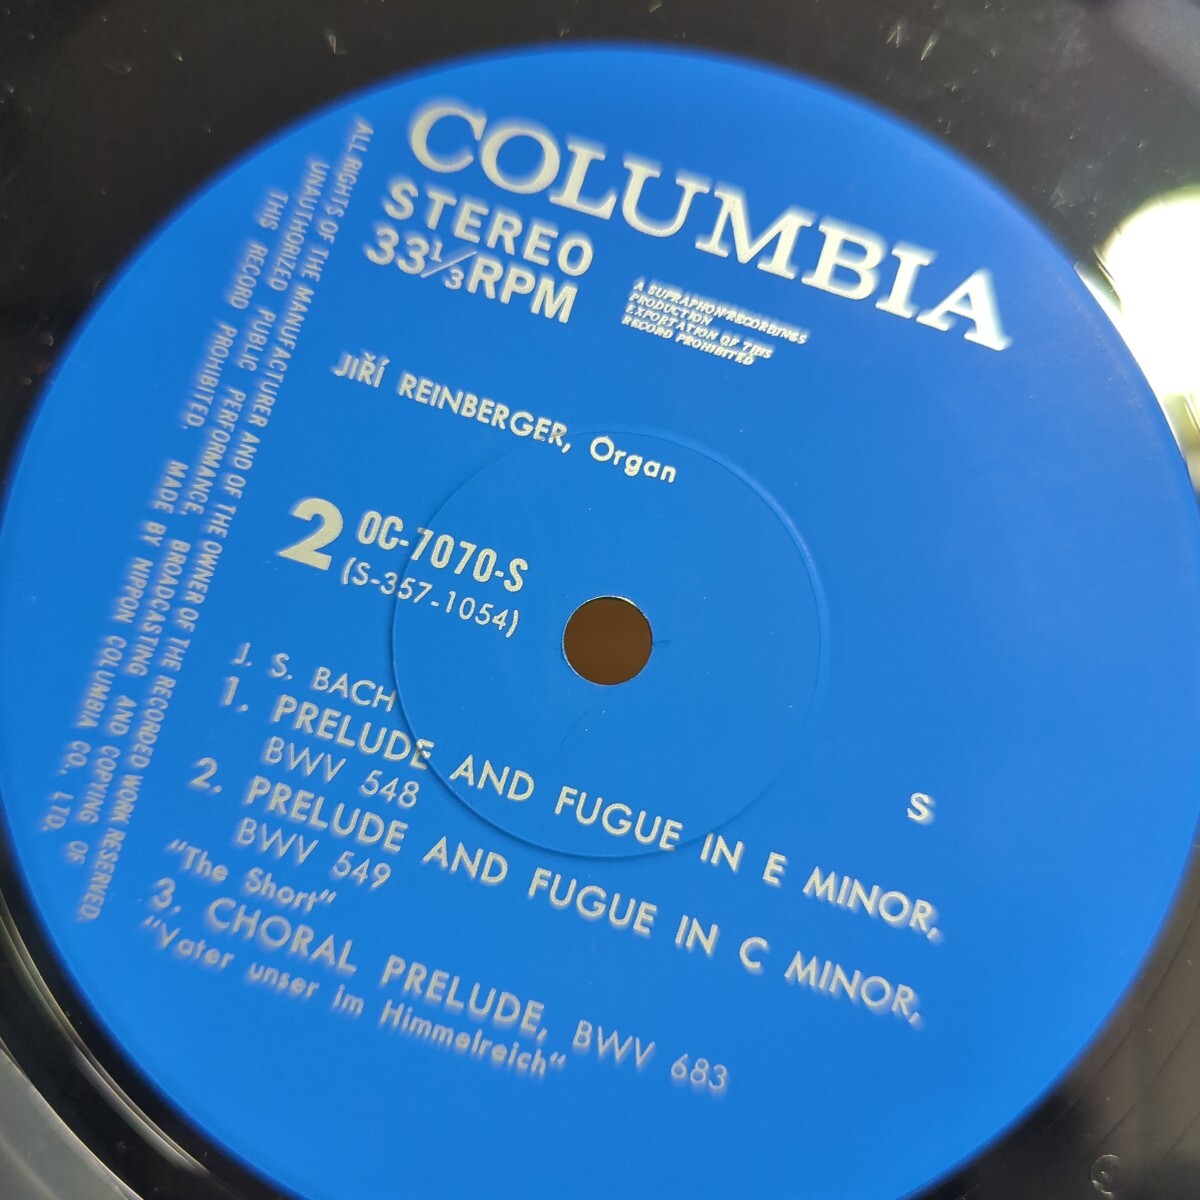 COLUMBIA
STEREO
33 1/3 RPM
A SUPRAPHON-RECORDINGS
PRODUCTION
EXPORTATION OF THIS
RECORD PROHIBITED
JIŘÍ REINBERGER, Organ
2
OC-7070-S
(S-357-1054)
J. S. BACH
S
1. PRELUDE AND FUGUE IN E MINOR,
BWV 548
2. PRELUDE AND FUGUE IN C MINOR,
BWV 549
"The Short"
3. CHORAL PRELUDE, BWV 683
"Vater unser im Himmelreich"
ALL RIGHTS OF THE MANUFACTURER AND OF THE OWNER OF THE RECORDED WORK RESERVED.
UNAUTHORIZED PUBLIC PERFORMANCE, BROADCASTING AND COPYING OF
THIS RECORD PROHIBITED. MADE BY NIPPON COLUMBIA CO., LTD.